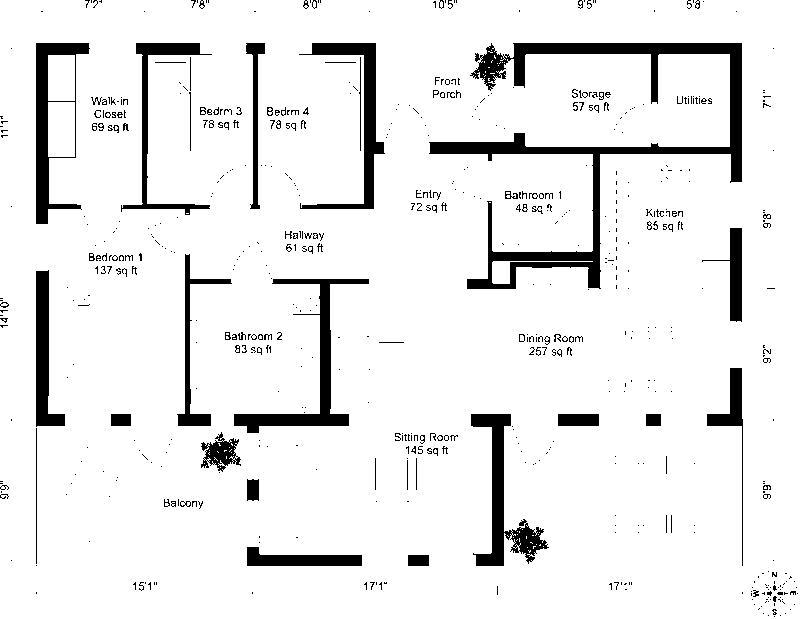 7'2" 7'8" 8'0" 10'5" 9'5" 5'8"
Front
Porch
Walk-in
Closet
69 sq ft
Bedrm 3
78 sq ft
Bedrm 4
78 sq ft
Storage
57 sq ft
Utilities
11'1"
7'1"
Entry
72 sq ft
Bathroom 1
48 sq ft
Kitchen
85 sq ft
9'8"
Hallway
61 sq ft
Bedroom 1
137 sq ft
14'10"
Bathroom 2
83 sq ft
Dining Room
257 sq ft
9'2"
Sitting Room
145 sq ft
9'9"
Balcony
9'9"
15'1" 17'1"
N
W E
S